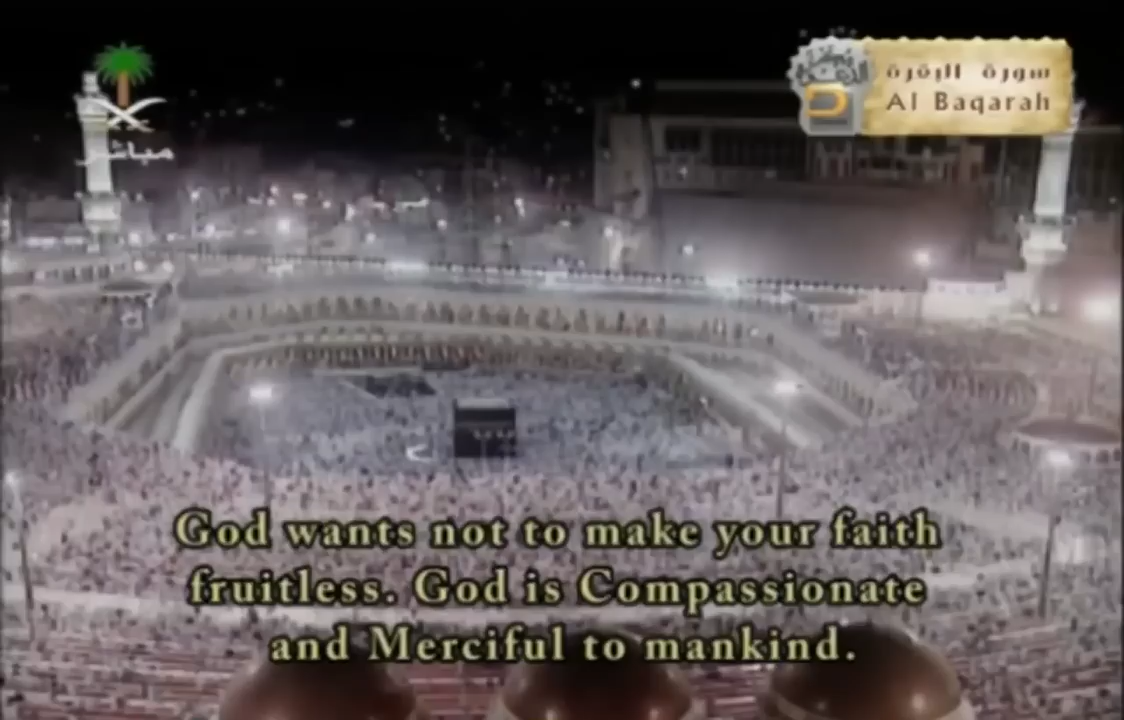 مباشر
سورة البقرة
Al Baqarah
God wants not to make your faith
fruitless. God is Compassionate
and Merciful to mankind.